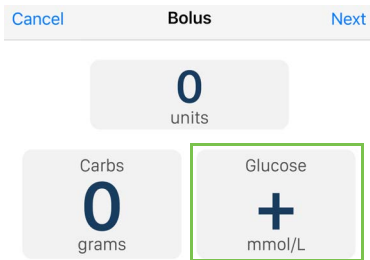 Cancel Bolus Next
0
units
Carbs Glucose
0 +
grams mmol/L